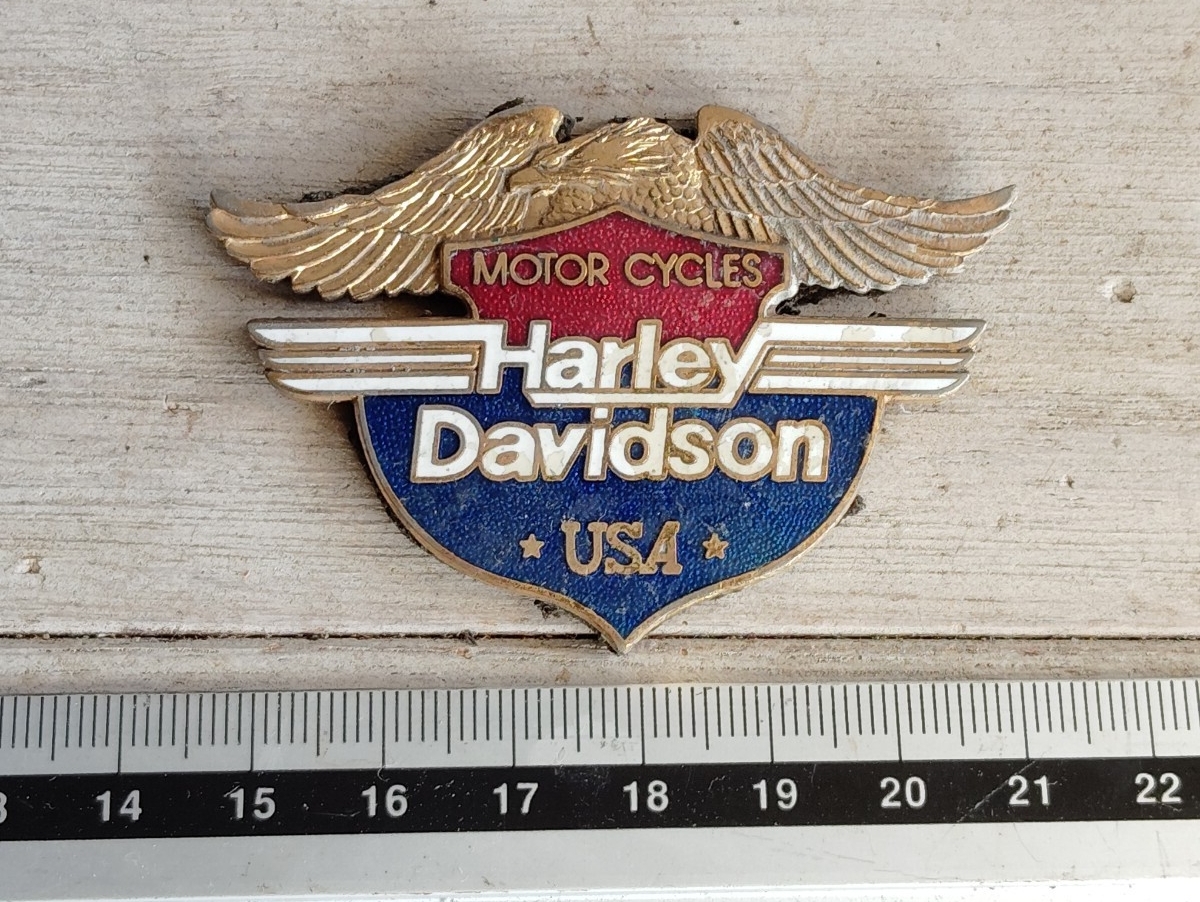 MOTOR CYCLES
Harley
Davidson
USA
14 15 16 17 18 19 20 21 22